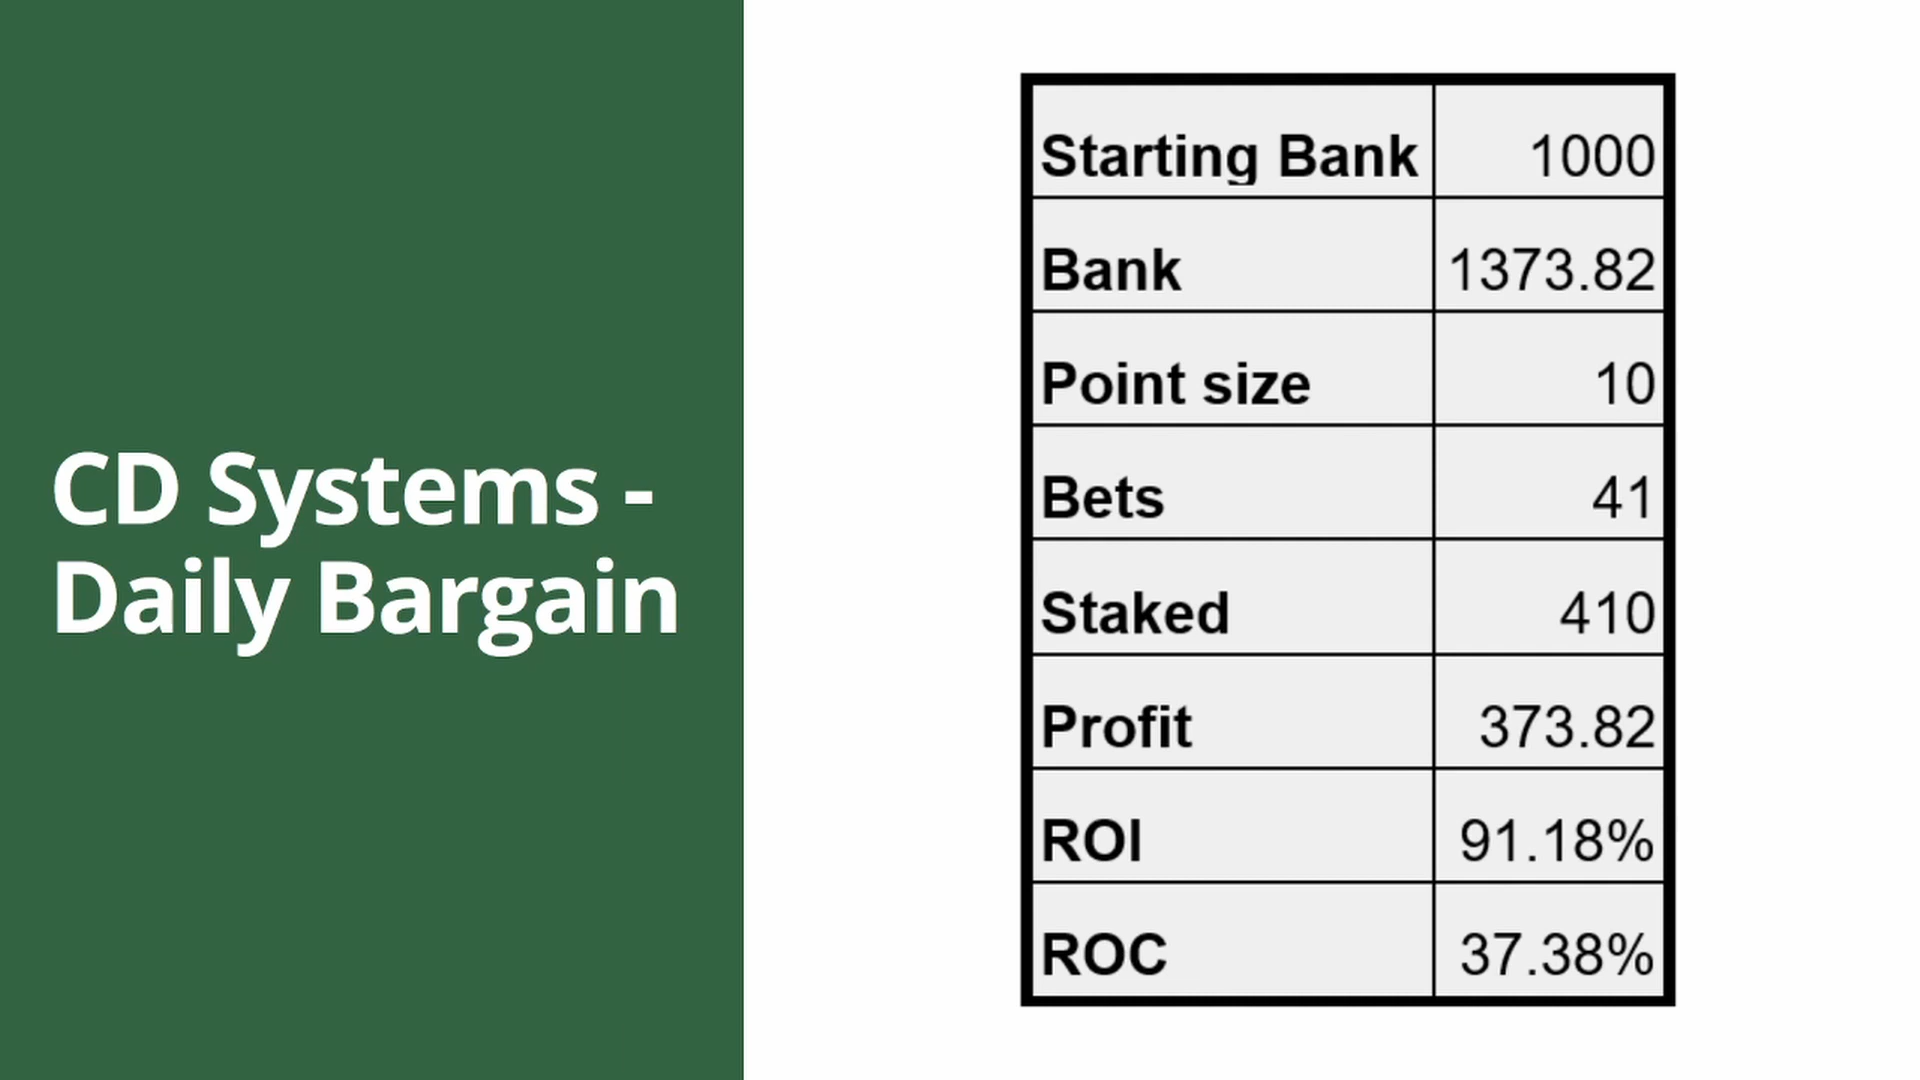 CD Systems -
Daily Bargain
Starting Bank 1000
Bank 1373.82
Point size 10
Bets 41
Staked 410
Profit 373.82
ROI 91.18%
ROC 37.38%